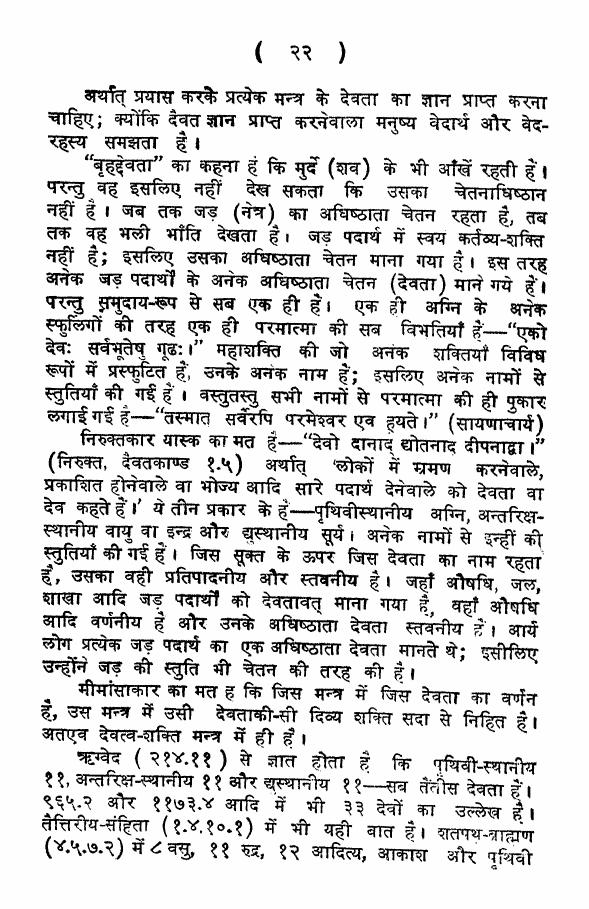 ( २२ )
अर्थात् प्रयास करके प्रत्येक मन्त्र के देवता का ज्ञान प्राप्त करना
चाहिए; क्योंकि दैवत ज्ञान प्राप्त करनेवाला मनुष्य वेदार्थ और वेद-
रहस्य समझता है।
“बृहद्देवता” का कहना हं कि मुर्दे (शव) के भी आँखें रहती हैं।
परन्तु वह इसलिए नहीं देख सकता कि उसका चेतनाधिष्ठान
नहीं है। जब तक जड़ (नेत्र) का अधिष्ठाता चेतन रहता है, तब
तक वह भली भाँति देखता है। जड़ पदार्थ में स्वय कर्तव्य-शक्ति
नहीं है; इसलिए उसका अधिष्ठाता चेतन माना गया है। इस तरह
अनेक जड़ पदार्थों के अनेक अधिष्ठाता चेतन (देवता) माने गये हैं।
परन्तु समुदाय-रूप से सब एक ही हैं। एक ही अग्नि के अनेक
स्फुलिंगों की तरह एक ही परमात्मा की सब विभतियाँ हैं—“एको
देवः सर्वभूतेषु गूढः।” महाशक्ति की जो अनंक शक्तियाँ विविध
रूपों में प्रस्फुटित हैं, उनके अनंक नाम हैं; इसलिए अनेक नामों से
स्तुतियाँ की गई हैं। वस्तुतस्तु सभी नामों से परमात्मा की ही पुकार
लगाई गई है—“तस्मात सर्वेरपि परमेश्वर एव हूयते।” (सायणाचार्य)
निरुक्तकार यास्क का मत है—“देवो दानाद् द्योतनाद दीपनाद्वा।”
(निरुक्त, दैवतकाण्ड १.५) अर्थात् ‘लोकों में भ्रमण करनेवाले,
प्रकाशित होनेवाले वा भोज्य आदि सारे पदार्थ देनेवाले को देवता वा
देव कहते हैं।’ ये तीन प्रकार के हैं—पृथिवीस्थानीय अग्नि, अन्तरिक्ष-
स्थानीय वायु वा इन्द्र और द्युस्थानीय सूर्य। अनेक नामों से इन्हीं की
स्तुतियाँ की गई हैं। जिस सूक्त के ऊपर जिस देवता का नाम रहता
है, उसका वही प्रतिपादनीय और स्तवनीय है। जहाँ औषधि, जल,
शाखा आदि जड़ पदार्थों को देवतावत् माना गया है, वहाँ औषधि
आदि वर्णनीय हैं और उनके अधिष्ठाता देवता स्तवनीय हैं। आर्य
लोग प्रत्येक जड़ पदार्थ का एक अधिष्ठाता देवता मानते थे; इसीलिए
उन्होंने जड़ की स्तुति भी चेतन की तरह की है।
मीमांसाकार का मत ह कि जिस मन्त्र में जिस देवता का वर्णन
है, उस मन्त्र में उसी देवताकी-सी दिव्य शक्ति सदा से निहित है।
अतएव देवत्व-शक्ति मन्त्र में ही है।
ऋग्वेद (२१४.११) से ज्ञात होता है कि पृथिवी-स्थानीय
११, अन्तरिक्ष-स्थानीय ११ और द्युस्थानीय ११—सब तैंतीस देवता हैं।
९६५.२ और ११७३.४ आदि में भी ३३ देवों का उल्लेख है।
तैत्तिरीय-संहिता (१.४.१०.१) में भी यही बात है। शतपथ-ब्राह्मण
(४.५.७.२) में ८ वसु, ११ रुद्र, १२ आदित्य, आकाश और पृथिवी